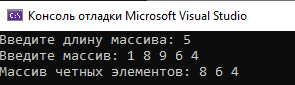 Консоль отладки Microsoft Visual Studio
Введите длину массива: 5
Введите массив: 1 8 9 6 4
Массив четных элементов: 8 6 4